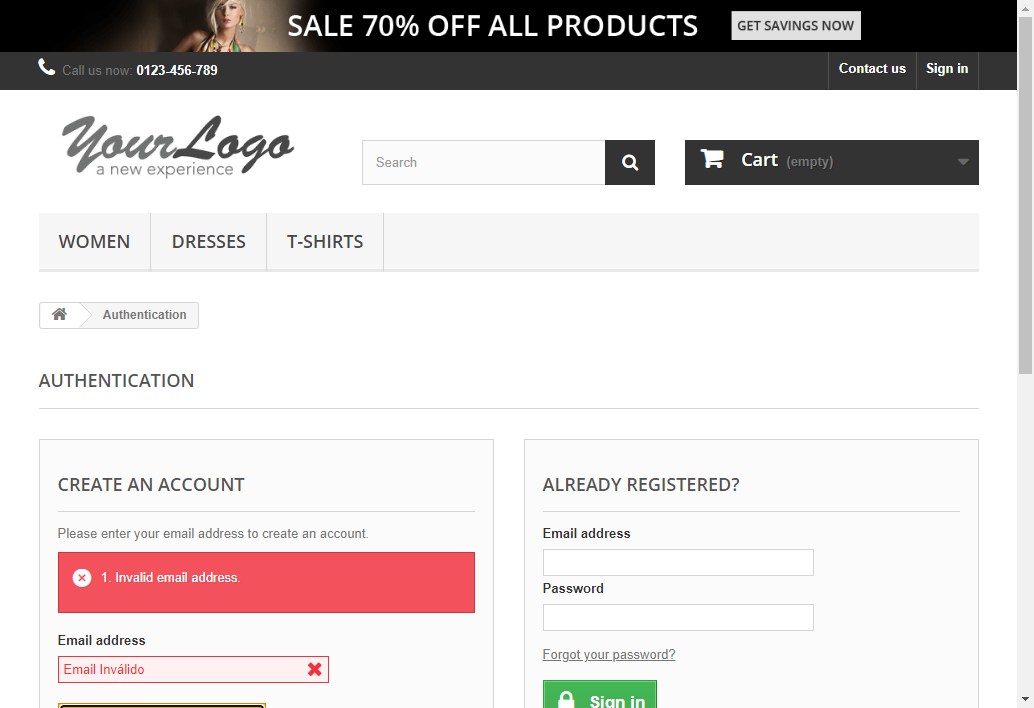 SALE 70% OFF ALL PRODUCTS GET SAVINGS NOW
Call us now: 0123-456-789 Contact us Sign in
YourLogo
a new experience
Search
Cart (empty)
WOMEN DRESSES T-SHIRTS
Authentication
AUTHENTICATION
CREATE AN ACCOUNT
Please enter your email address to create an account.
1. Invalid email address.
Email address
Email Inválido
ALREADY REGISTERED?
Email address
Password
Forgot your password?
Sign in